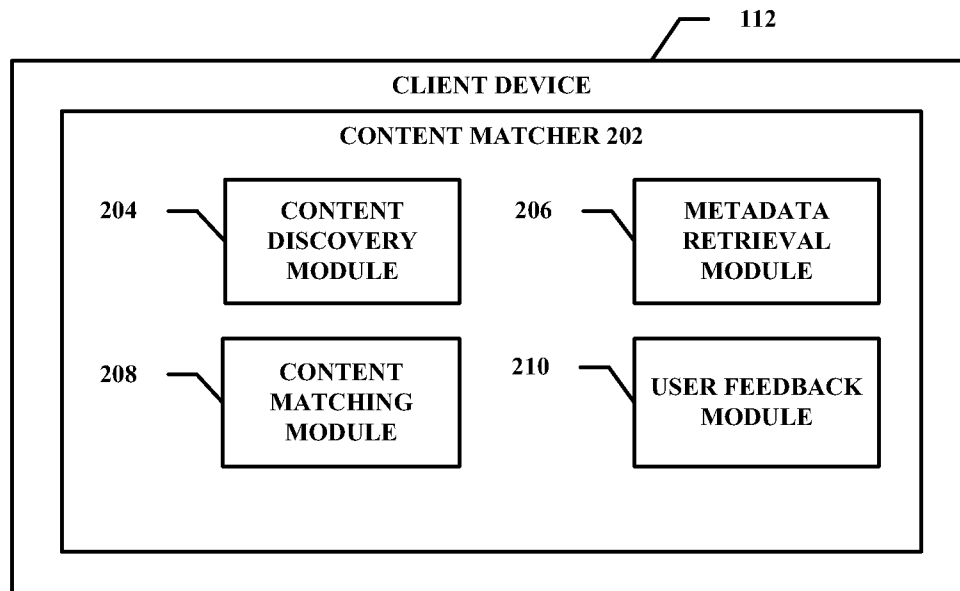 112
CLIENT DEVICE
CONTENT MATCHER 202
204
CONTENT
DISCOVERY
MODULE
206
METADATA
RETRIEVAL
MODULE
208
CONTENT
MATCHING
MODULE
210
USER FEEDBACK
MODULE